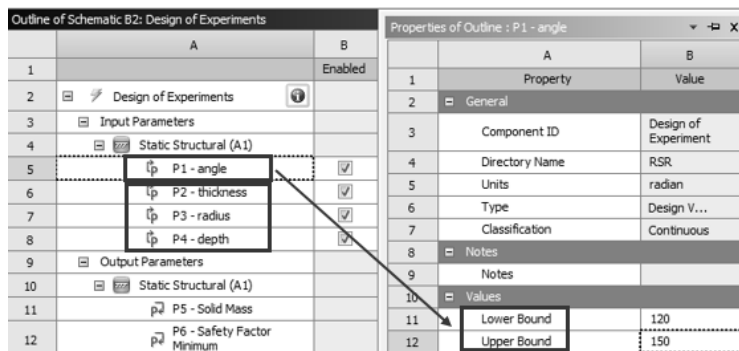 Outline of Schematic B2: Design of Experiments
A B
1 Enabled
2 Design of Experiments
3 Input Parameters
4 Static Structural (A1)
5 P1 - angle
6 P2 - thickness
7 P3 - radius
8 P4 - depth
9 Output Parameters
10 Static Structural (A1)
11 P5 - Solid Mass
12 P6 - Safety Factor
Minimum
Properties of Outline : P1 - angle
A B
1 Property Value
2 General
3 Component ID Design of
Experiment
4 Directory Name RSR
5 Units radian
6 Type Design V...
7 Classification Continuous
8 Notes
9 Notes
10 Values
11 Lower Bound 120
12 Upper Bound 150